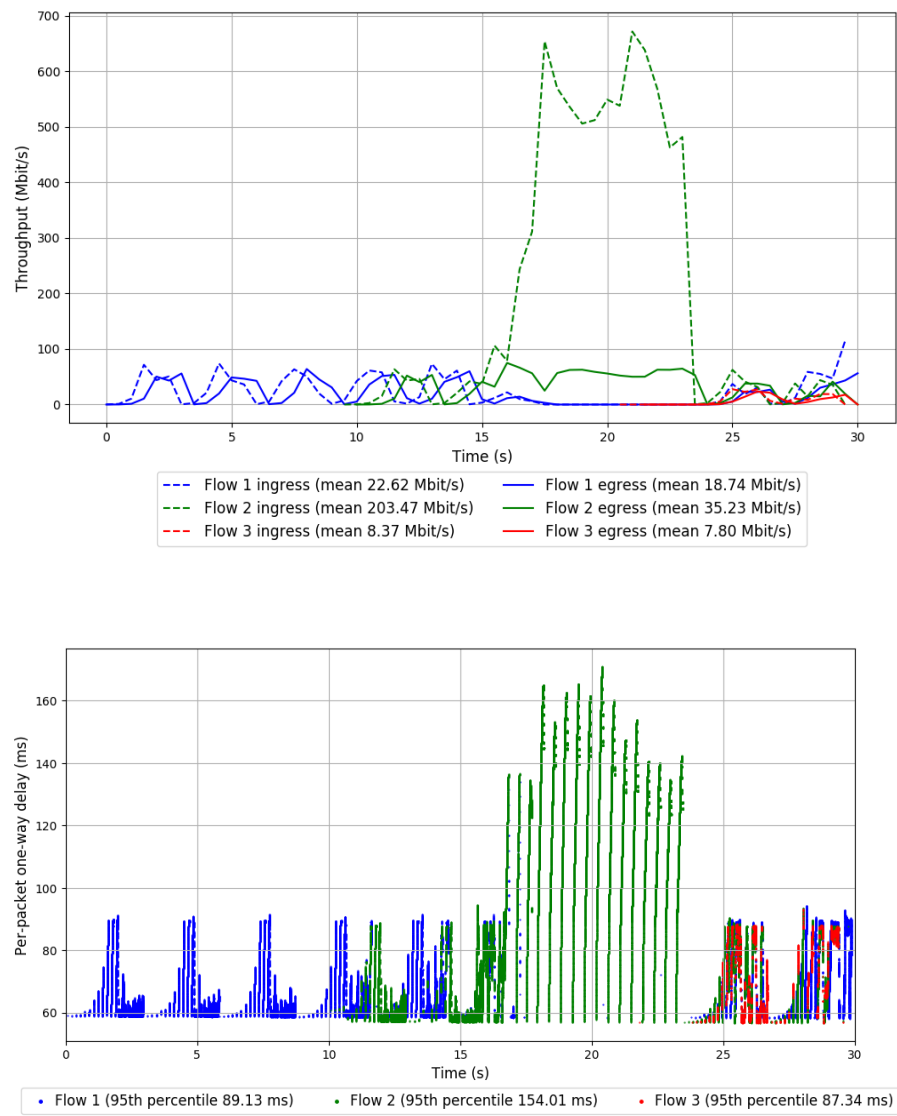 700
600
500
400
300
200
100
0
Throughput (Mbit/s)
0 5 10 15 20 25 30
Time (s)
Flow 1 ingress (mean 22.62 Mbit/s) Flow 1 egress (mean 18.74 Mbit/s)
Flow 2 ingress (mean 203.47 Mbit/s) Flow 2 egress (mean 35.23 Mbit/s)
Flow 3 ingress (mean 8.37 Mbit/s) Flow 3 egress (mean 7.80 Mbit/s)
160
140
120
100
80
60
Per-packet one-way delay (ms)
0 5 10 15 20 25 30
Time (s)
Flow 1 (95th percentile 89.13 ms) Flow 2 (95th percentile 154.01 ms) Flow 3 (95th percentile 87.34 ms)